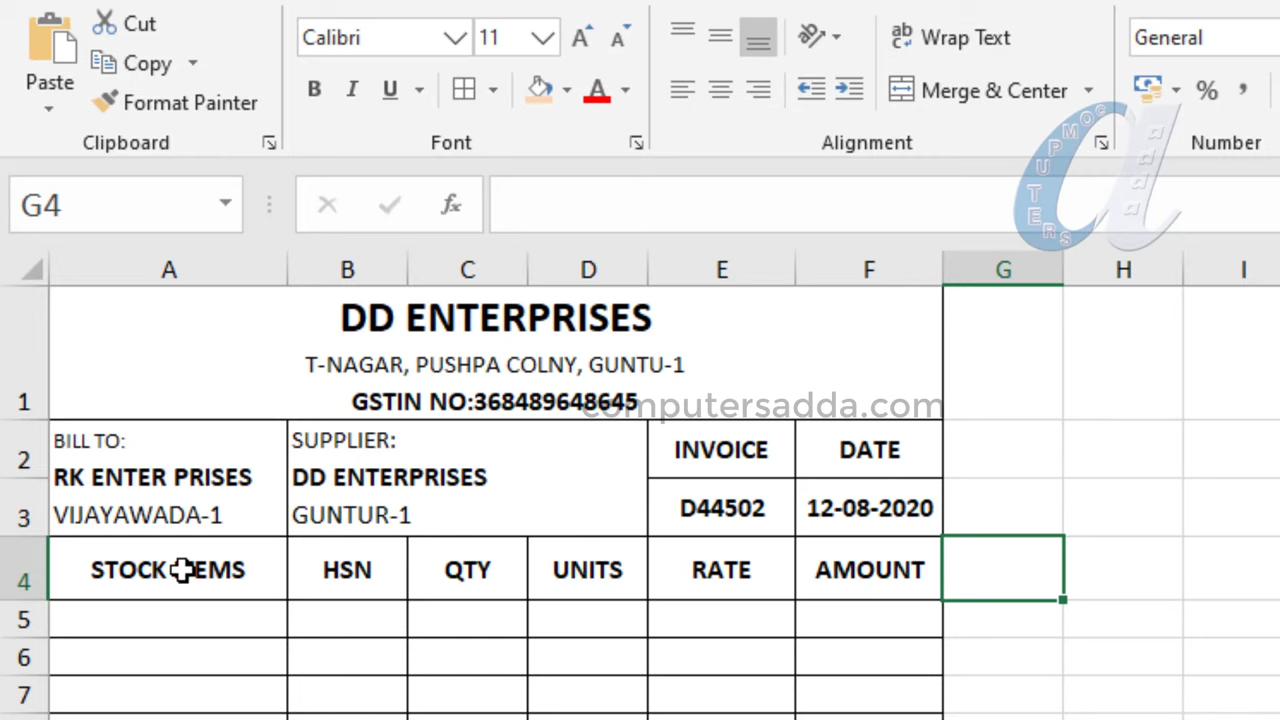 Cut
Copy
Paste
Format Painter
Clipboard
Calibri
11
A A
B I U
A
Font
ab
c
Wrap Text
Merge & Center
Alignment
General
% ,
Number
COMPUTERS
adda
G4
fx
A B C D E F G H I
1
DD ENTERPRISES
T-NAGAR, PUSHPA COLNY, GUNTU-1
GSTIN NO:368489648645
computersadda.com
2
BILL TO:
RK ENTER PRISES
SUPPLIER:
DD ENTERPRISES
INVOICE DATE
3
VIJAYAWADA-1
GUNTUR-1
D44502 12-08-2020
4 STOCK HSN QTY UNITS RATE AMOUNT
5
6
7